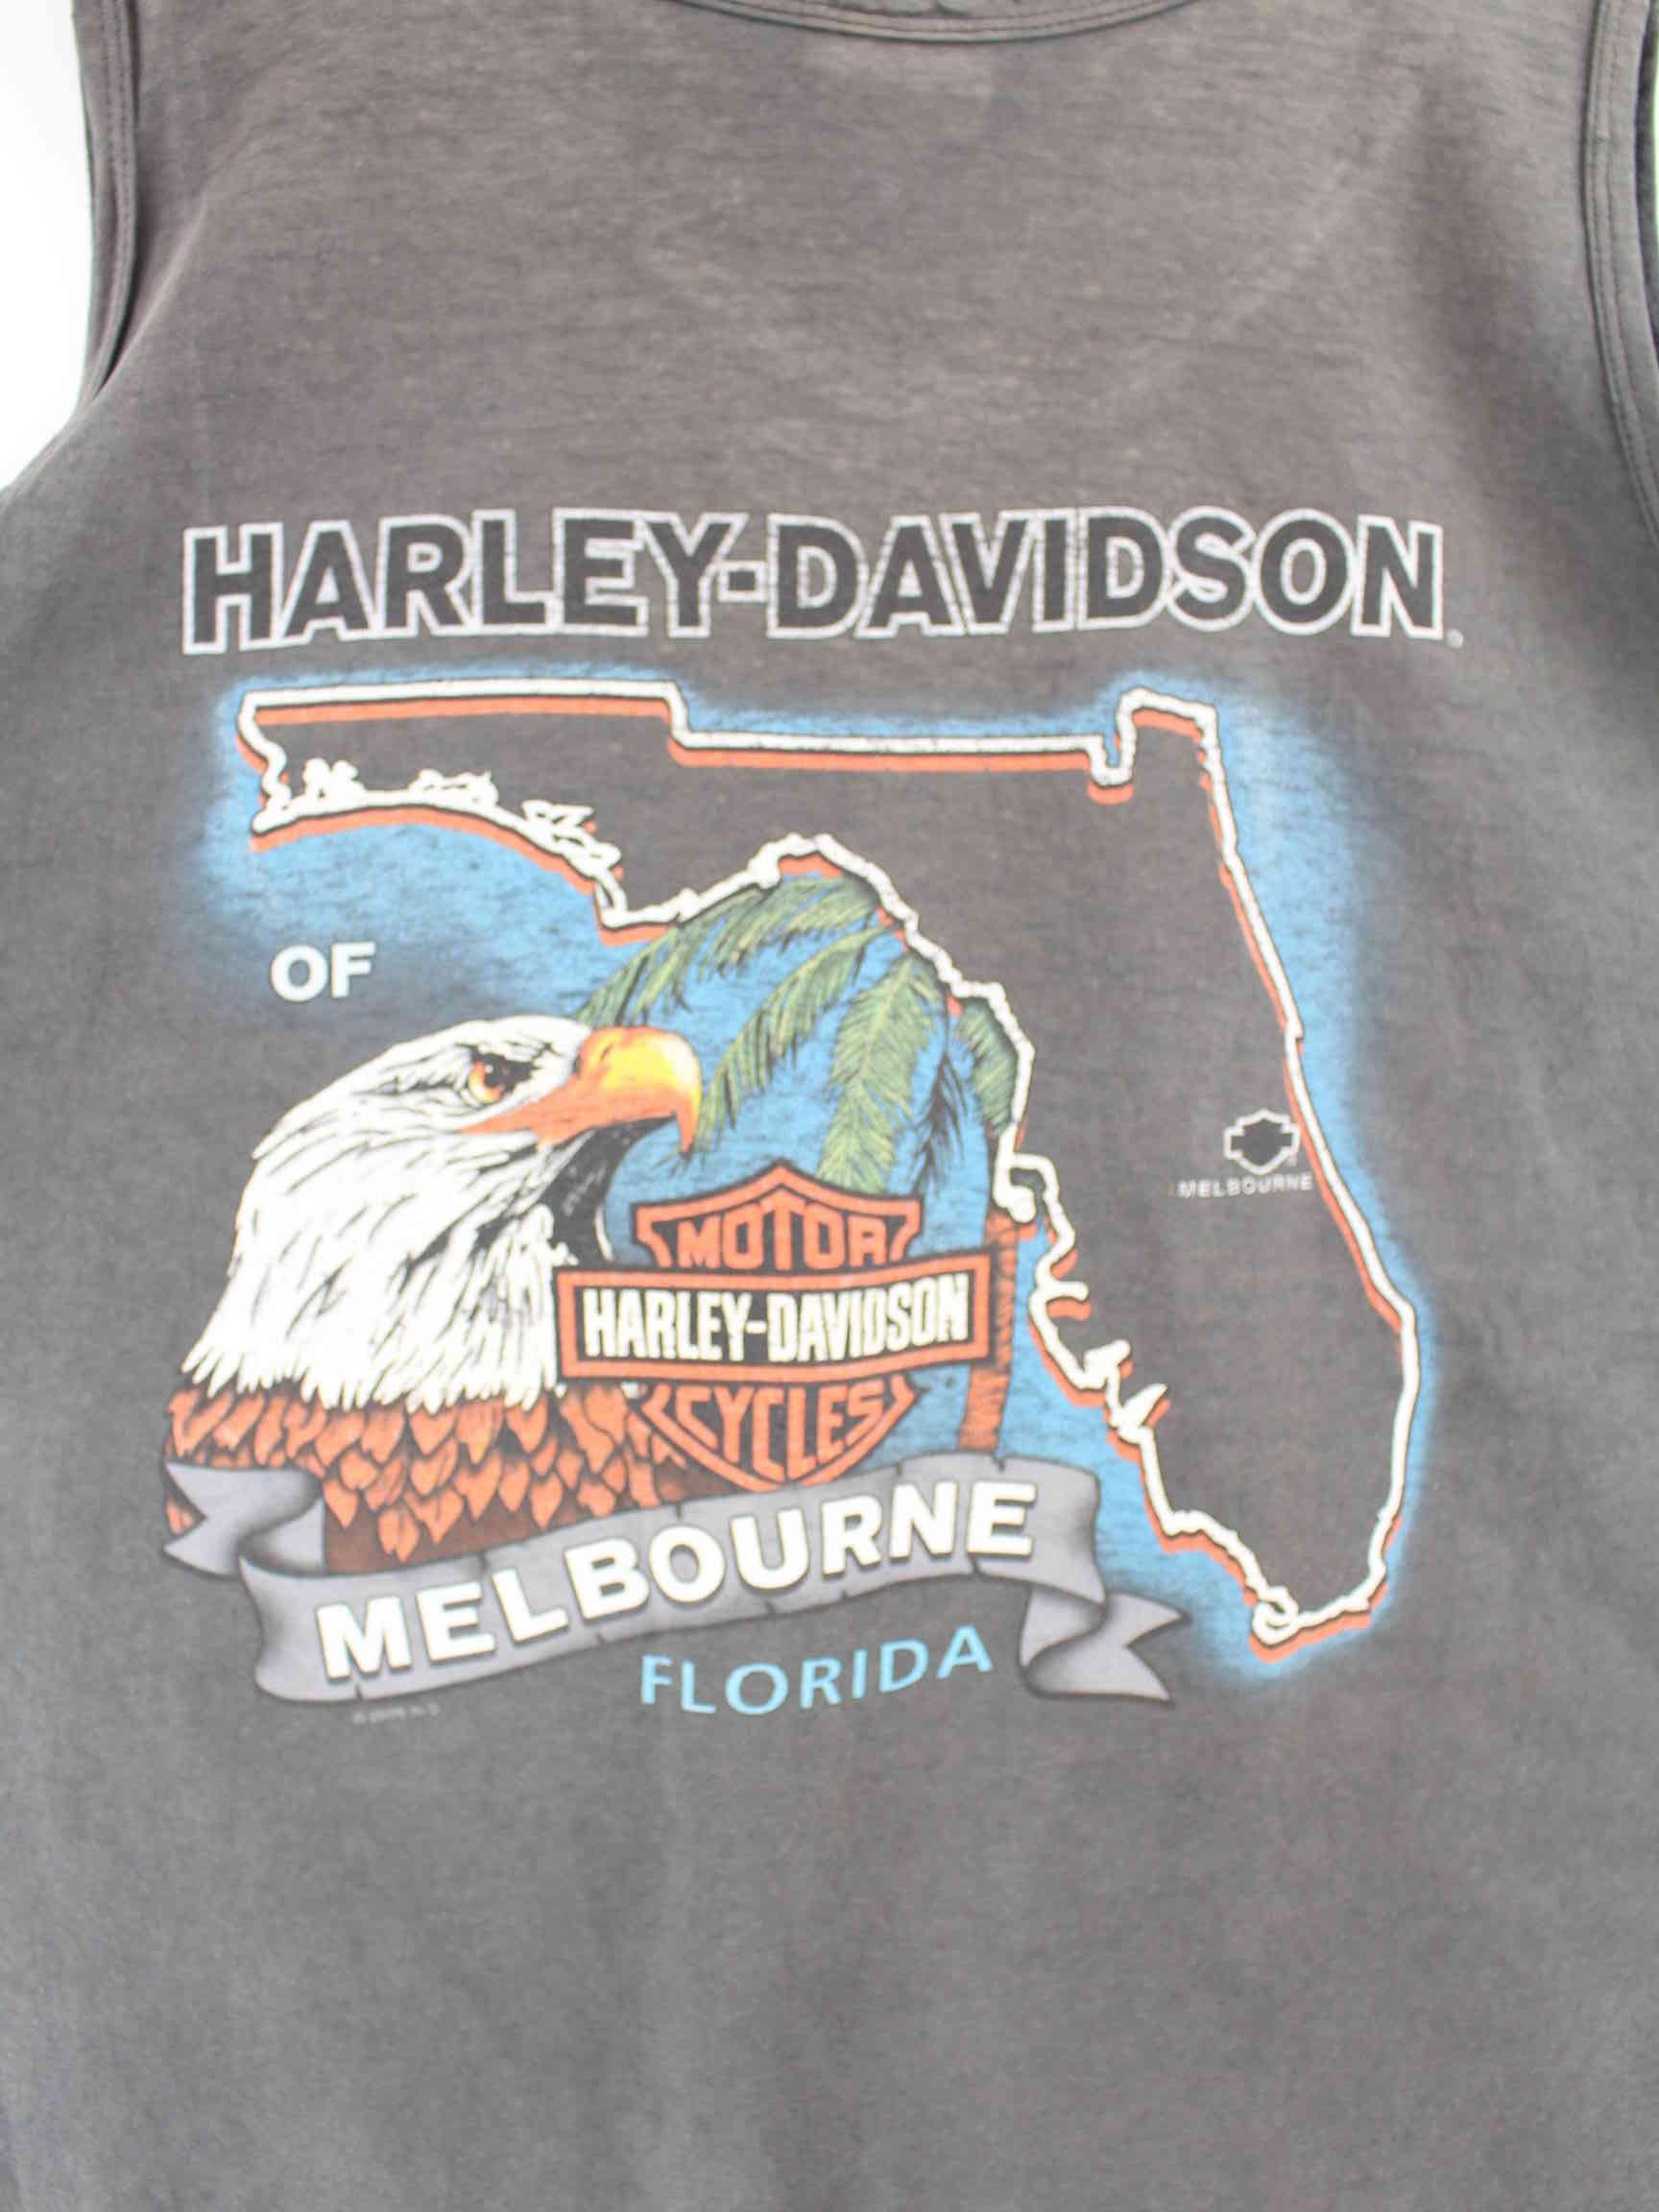 HARLEY-DAVIDSON
OF
MELBOURNE
MOTOR
HARLEY-DAVIDSON
CYCLES
MELBOURNE
FLORIDA